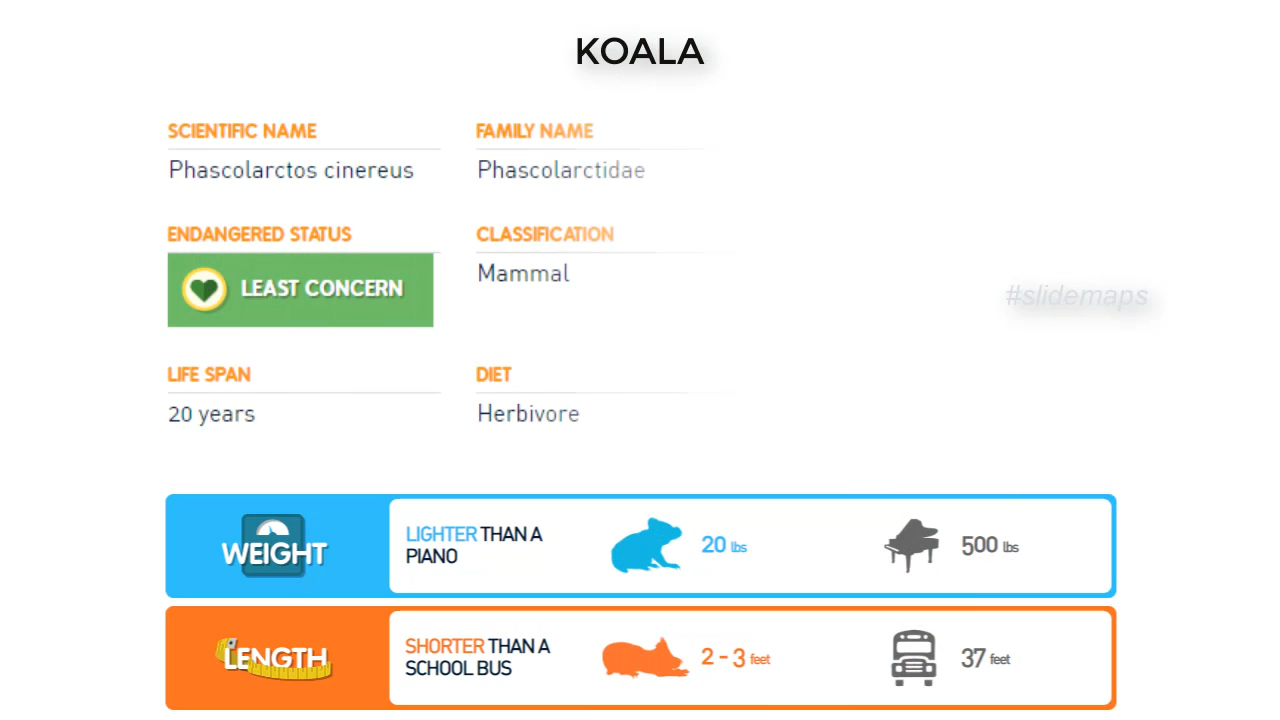 KOALA
SCIENTIFIC NAME
Phascolarctos cinereus
FAMILY NAME
Phascolarctidae
ENDANGERED STATUS
LEAST CONCERN
CLASSIFICATION
Mammal
#slidemaps
LIFE SPAN
20 years
DIET
Herbivore
WEIGHT
LIGHTER THAN A
PIANO
20 lbs
500 lbs
LENGTH
SHORTER THAN A
SCHOOL BUS
2 - 3 feet
37 feet